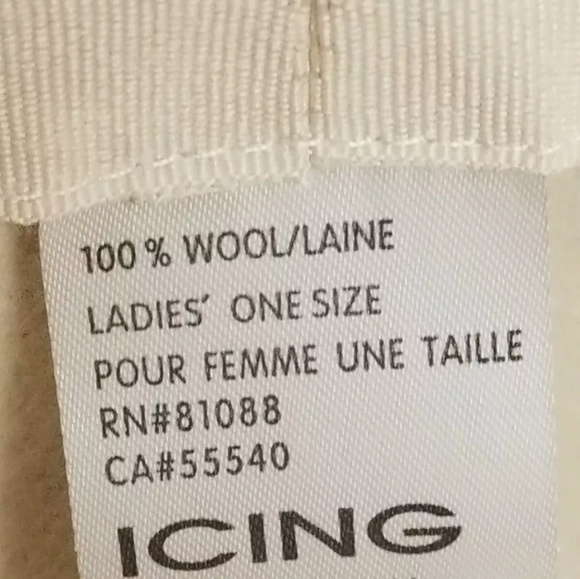 100% WOOL/LAINE
LADIES' ONE SIZE
POUR FEMME UNE TAILLE
RN#81088
CA#55540
ICING